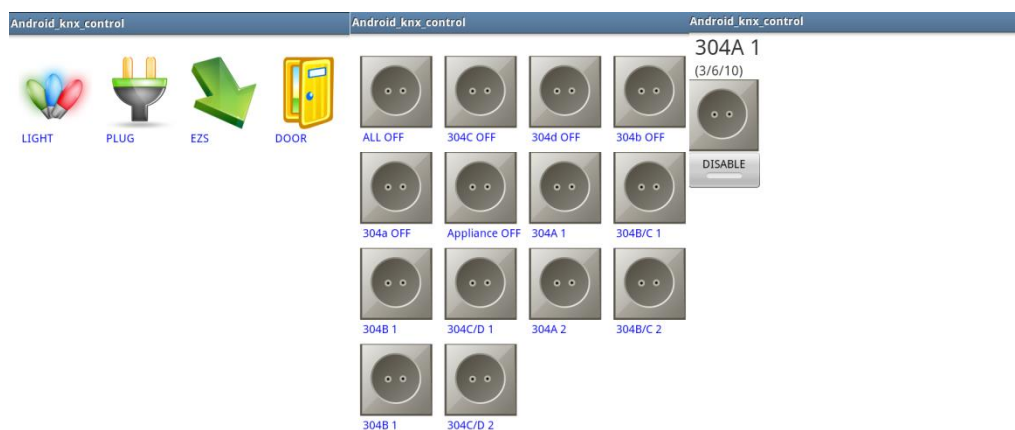 Android_knx_control
LIGHT PLUG EZS DOOR
Android_knx_control
ALL OFF 304C OFF 304d OFF 304b OFF
304a OFF Appliance OFF 304A 1 304B/C 1
304B 1 304C/D 1 304A 2 304B/C 2
304B 1 304C/D 2
Android_knx_control
304A 1
(3/6/10)
DISABLE